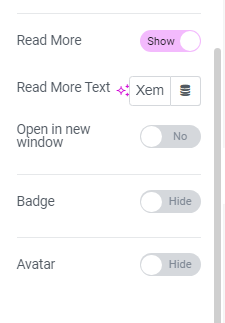 Read More
Show
Read More Text
Xem
Open in new
window
No
Badge
Hide
Avatar
Hide